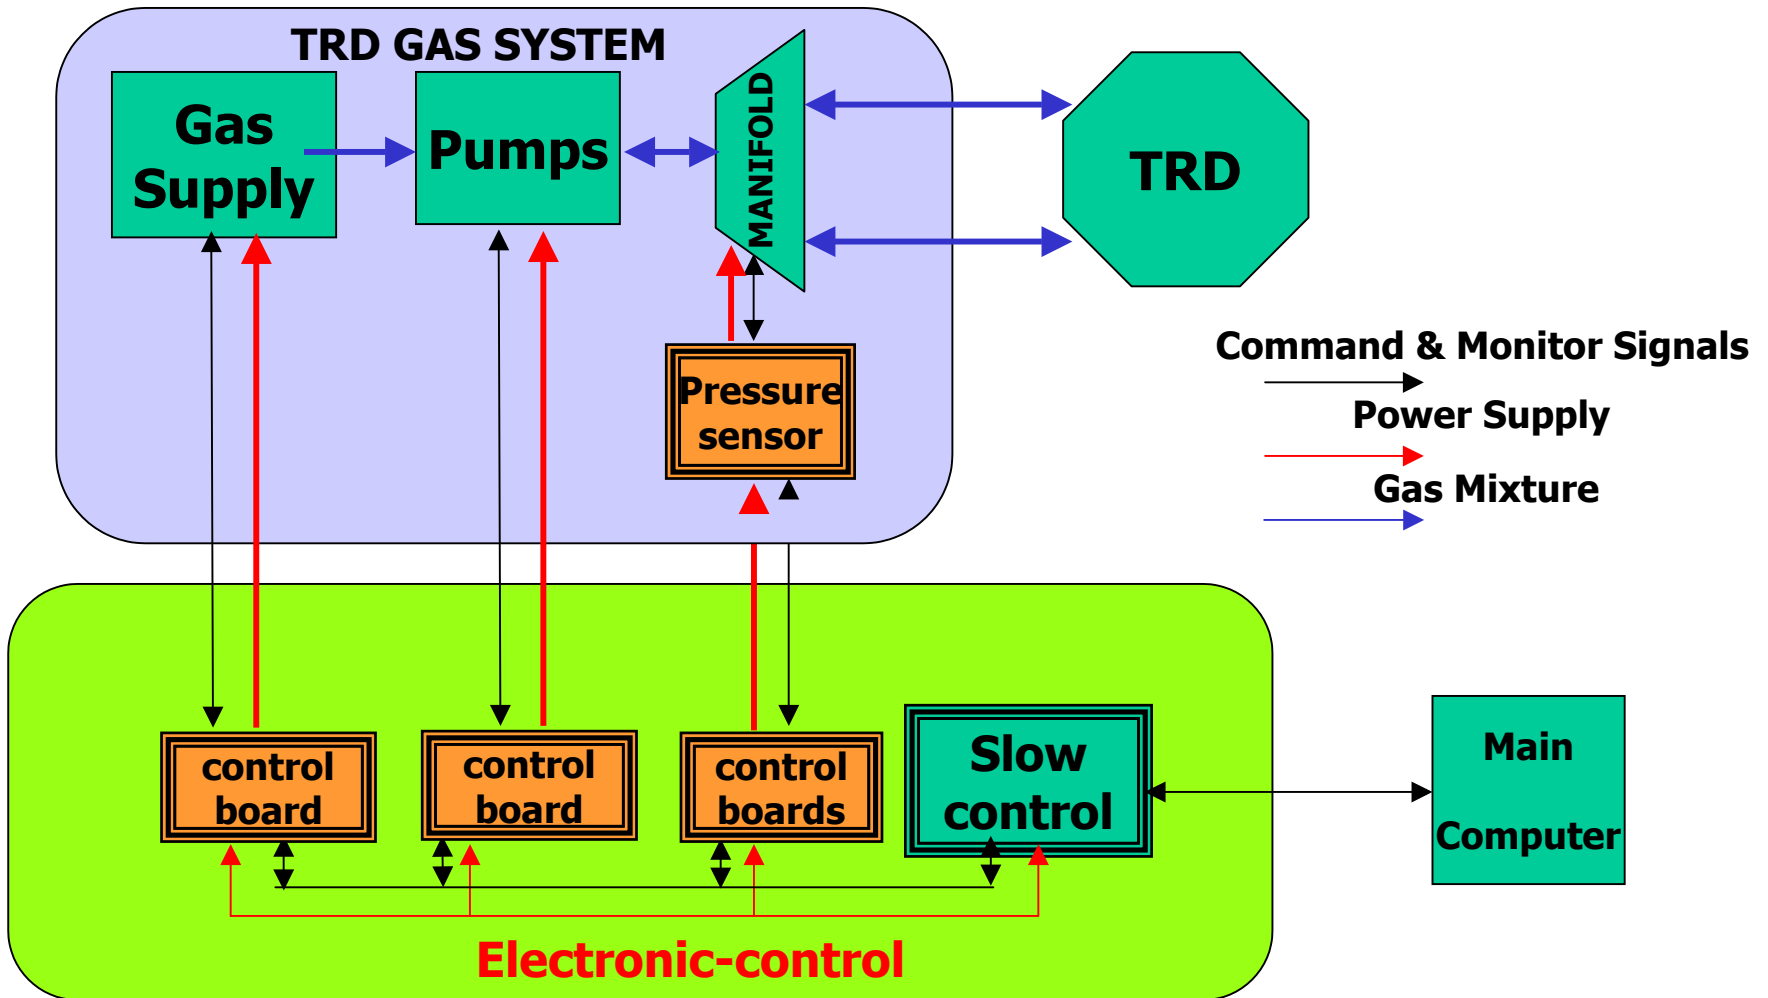 TRD GAS SYSTEM
Gas
Supply
Pumps
MANIFOLD
TRD
Pressure
sensor
Command & Monitor Signals
Power Supply
Gas Mixture
control
board
control
board
control
boards
Slow
control
Main
Computer
Electronic-control